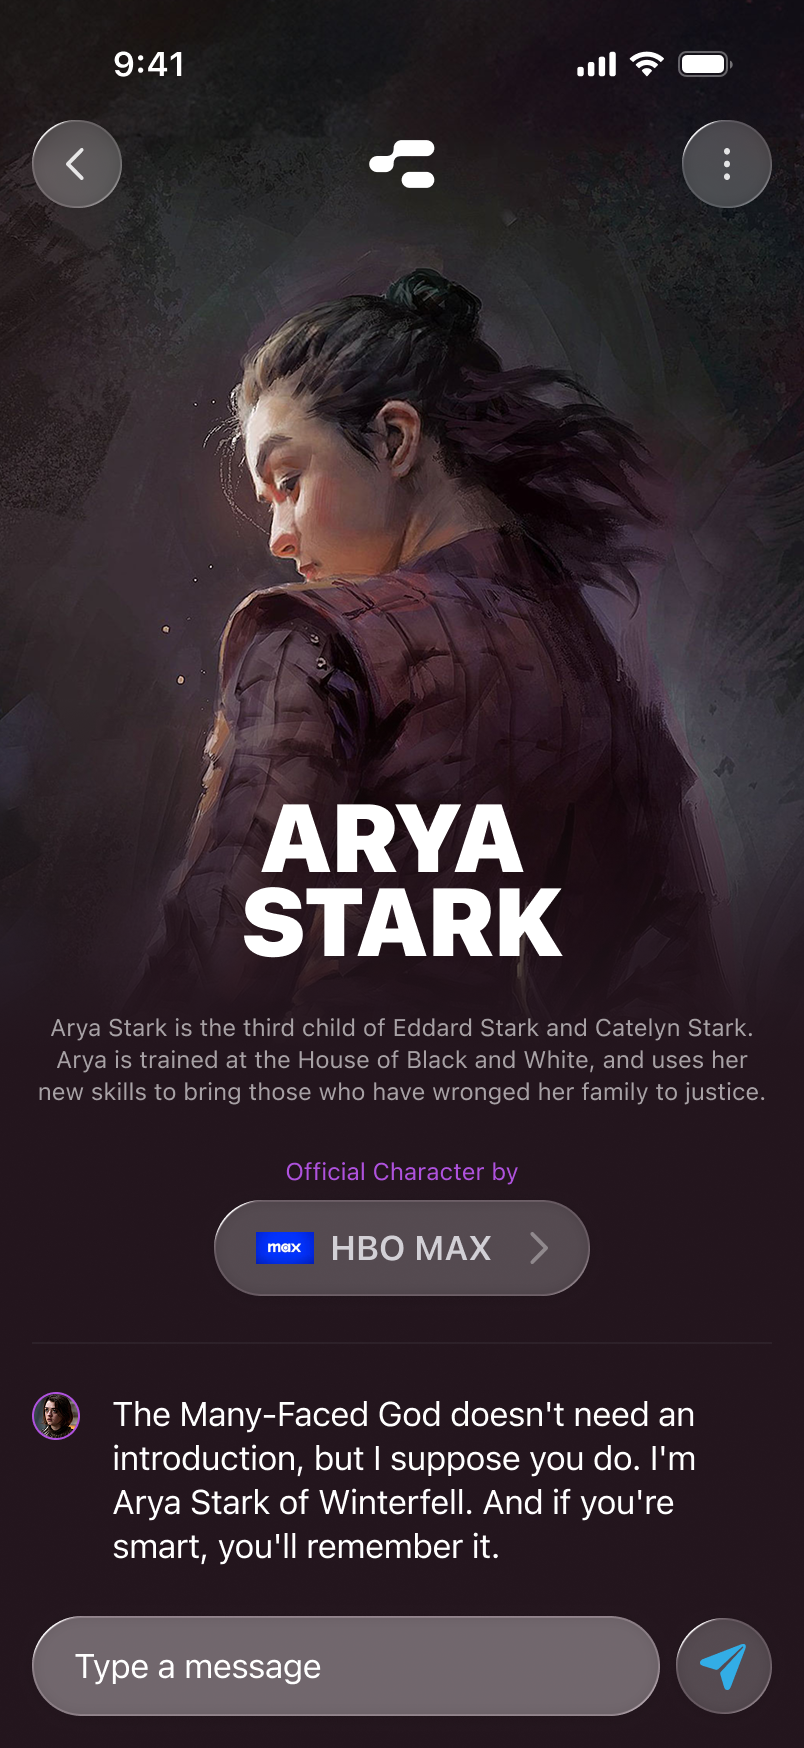 9:41
ARYA
STARK
Arya Stark is the third child of Eddard Stark and Catelyn Stark.
Arya is trained at the House of Black and White, and uses her
new skills to bring those who have wronged her family to justice.
Official Character by
max HBO MAX
The Many-Faced God doesn't need an
introduction, but I suppose you do. I'm
Arya Stark of Winterfell. And if you're
smart, you'll remember it.
Type a message